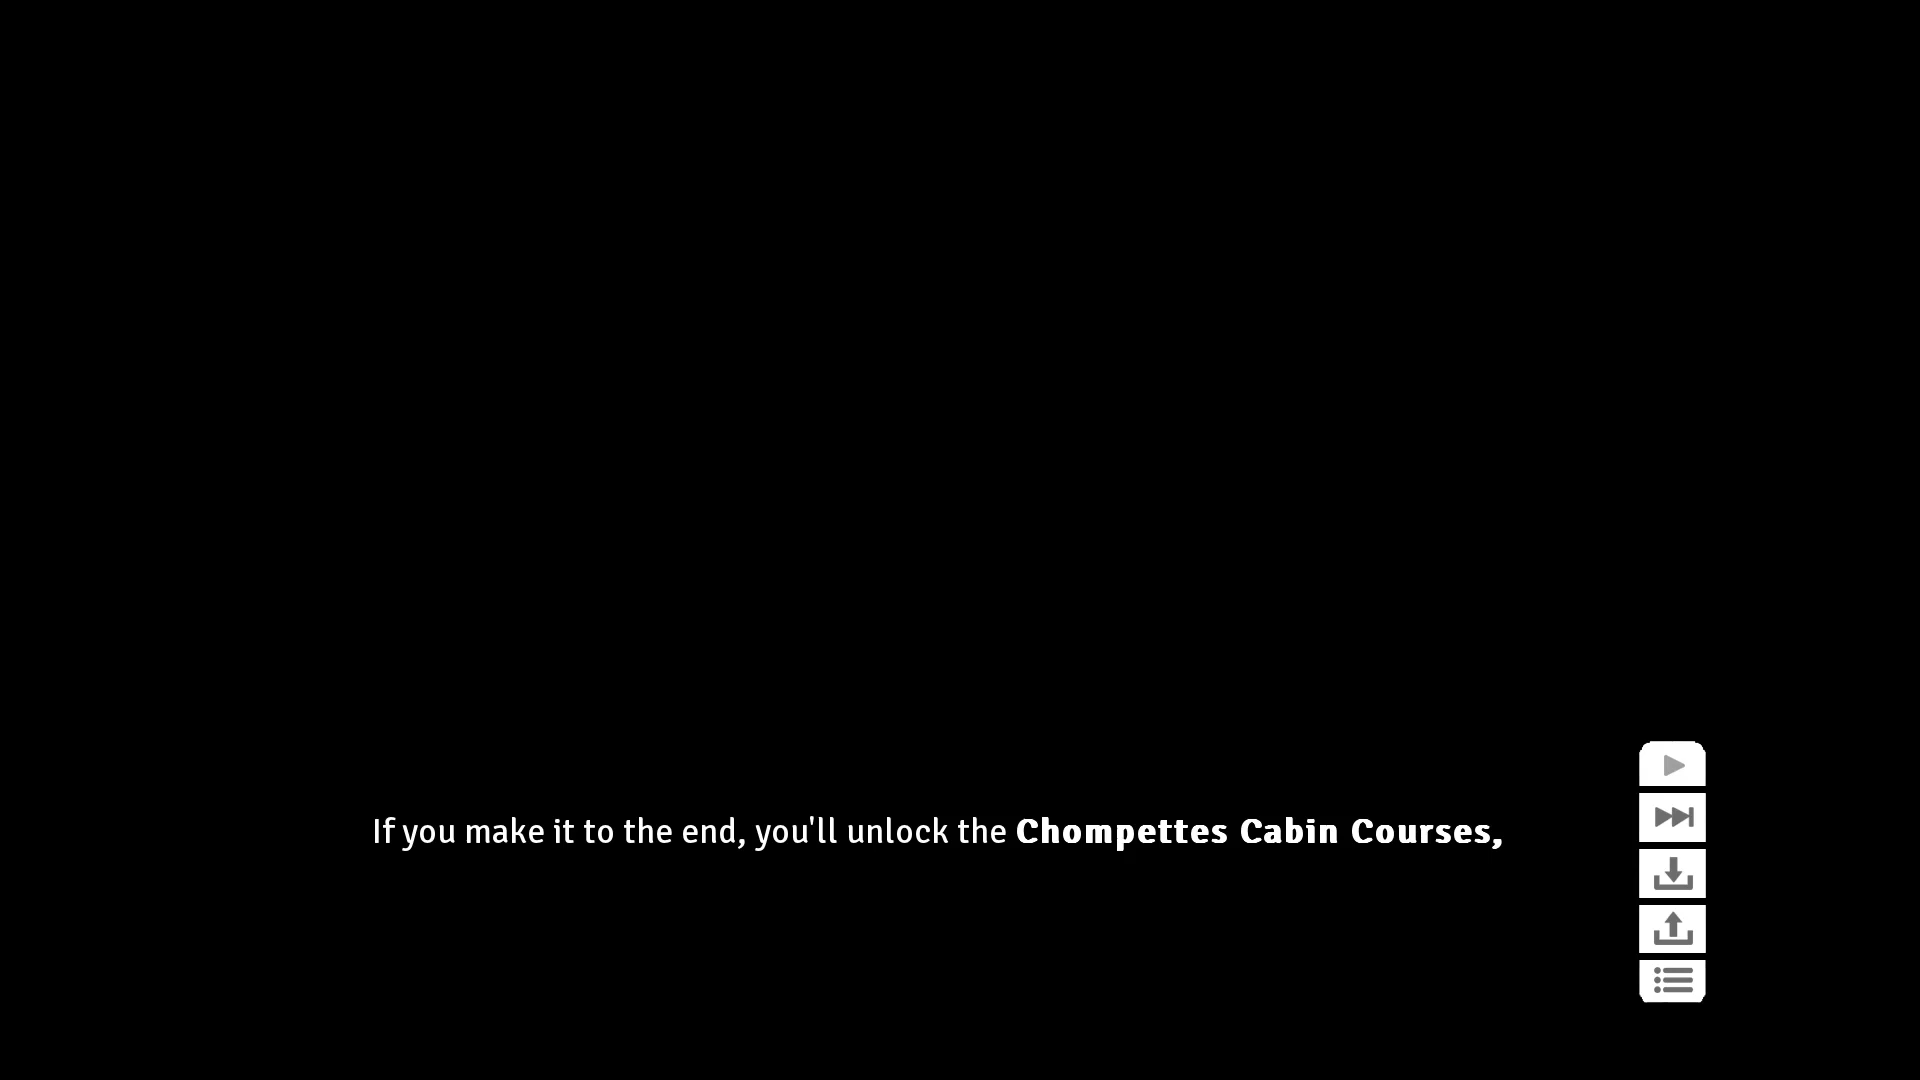 If you make it to the end, you'll unlock the Chompettes Cabin Courses,